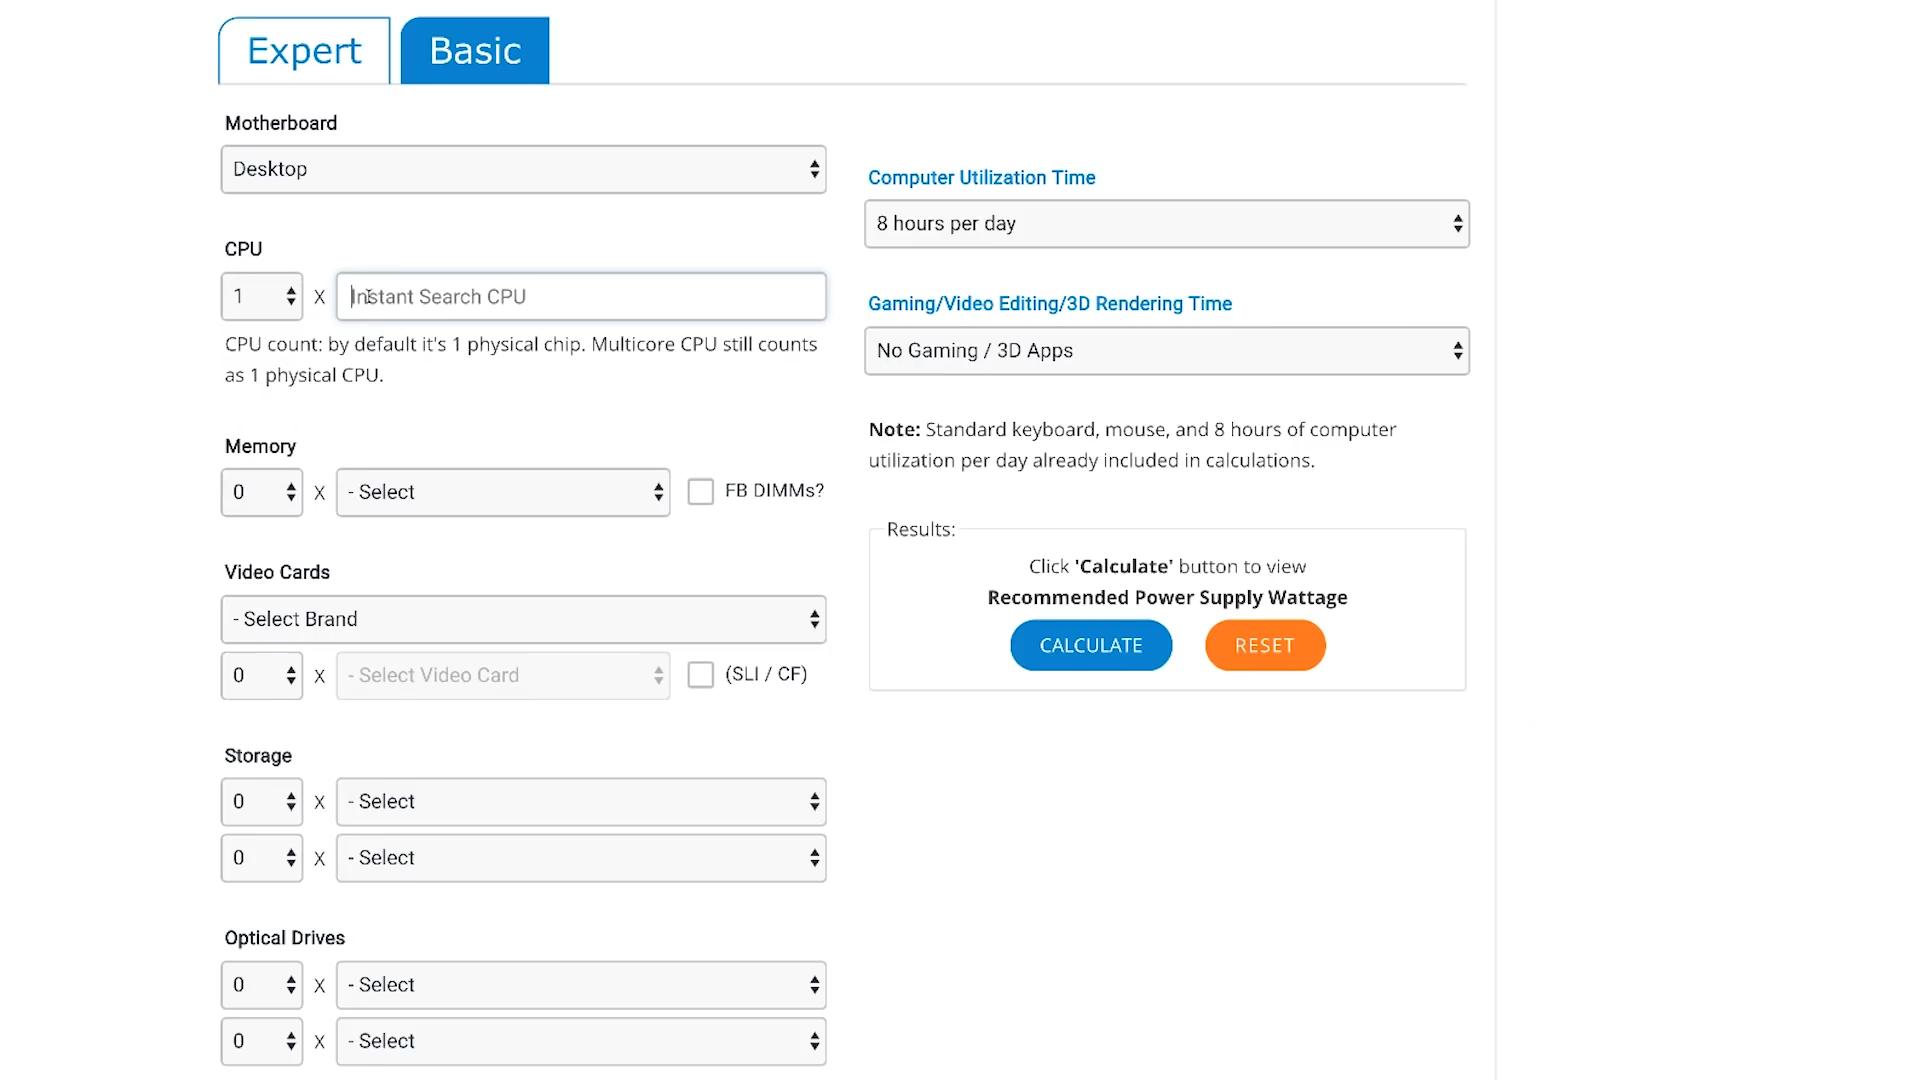 Expert Basic
Motherboard
Desktop
CPU
1 X Instant Search CPU
CPU count: by default it's 1 physical chip. Multicore CPU still counts
as 1 physical CPU.
Memory
0 X - Select FB DIMMs?
Video Cards
- Select Brand
0 X - Select Video Card (SLI / CF)
Storage
0 X - Select
0 X - Select
Optical Drives
0 X - Select
0 X - Select
Computer Utilization Time
8 hours per day
Gaming/Video Editing/3D Rendering Time
No Gaming / 3D Apps
Note: Standard keyboard, mouse, and 8 hours of computer
utilization per day already included in calculations.
Results:
Click 'Calculate' button to view
Recommended Power Supply Wattage
CALCULATE RESET